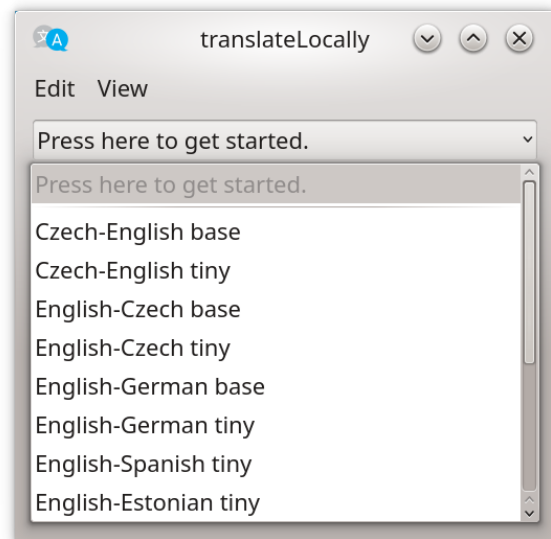 translateLocally
Edit View
Press here to get started.
Press here to get started.
Czech-English base
Czech-English tiny
English-Czech base
English-Czech tiny
English-German base
English-German tiny
English-Spanish tiny
English-Estonian tiny